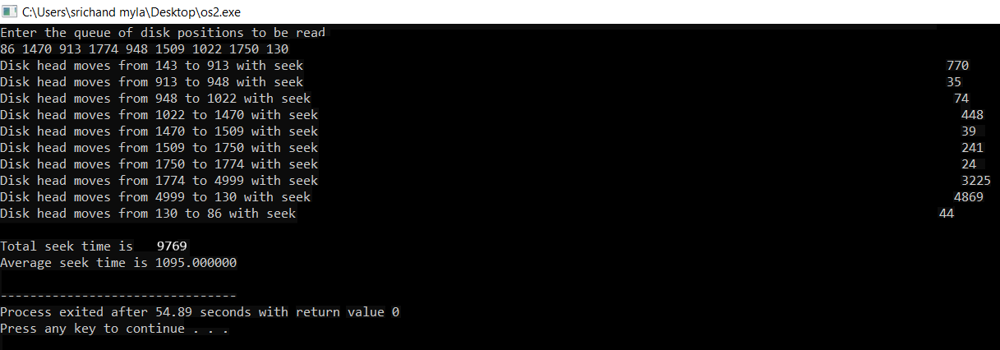 C:\Users\srichand myla\Desktop\os2.exe
Enter the queue of disk positions to be read
86 1470 913 1774 948 1509 1022 1750 130
Disk head moves from 143 to 913 with seek 770
Disk head moves from 913 to 948 with seek 35
Disk head moves from 948 to 1022 with seek 74
Disk head moves from 1022 to 1470 with seek 448
Disk head moves from 1470 to 1509 with seek 39
Disk head moves from 1509 to 1750 with seek 241
Disk head moves from 1750 to 1774 with seek 24
Disk head moves from 1774 to 4999 with seek 3225
Disk head moves from 4999 to 130 with seek 4869
Disk head moves from 130 to 86 with seek 44
Total seek time is 9769
Average seek time is 1095.000000
--------------------------------
Process exited after 54.89 seconds with return value 0
Press any key to continue . . .